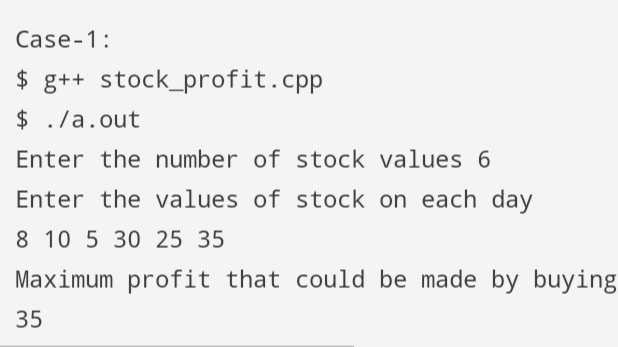 Case-1:
$ g++ stock_profit.cpp
$ ./a.out
Enter the number of stock values 6
Enter the values of stock on each day
8 10 5 30 25 35
Maximum profit that could be made by buying
35